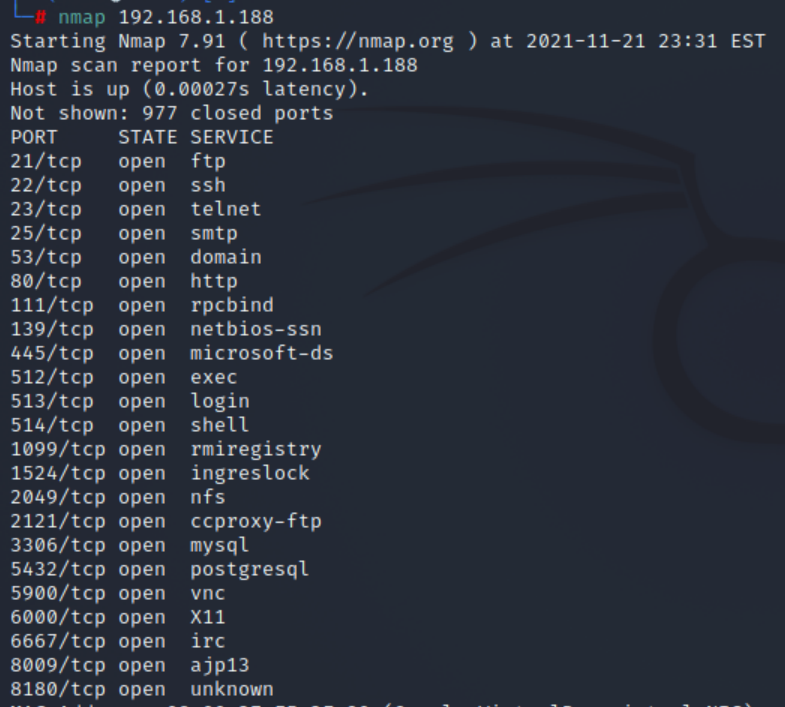 # nmap 192.168.1.188
Starting Nmap 7.91 ( https://nmap.org ) at 2021-11-21 23:31 EST
Nmap scan report for 192.168.1.188
Host is up (0.00027s latency).
Not shown: 977 closed ports
PORT     STATE SERVICE
21/tcp   open  ftp
22/tcp   open  ssh
23/tcp   open  telnet
25/tcp   open  smtp
53/tcp   open  domain
80/tcp   open  http
111/tcp  open  rpcbind
139/tcp  open  netbios-ssn
445/tcp  open  microsoft-ds
512/tcp  open  exec
513/tcp  open  login
514/tcp  open  shell
1099/tcp open  rmiregistry
1524/tcp open  ingreslock
2049/tcp open  nfs
2121/tcp open  ccproxy-ftp
3306/tcp open  mysql
5432/tcp open  postgresql
5900/tcp open  vnc
6000/tcp open  X11
6667/tcp open  irc
8009/tcp open  ajp13
8180/tcp open  unknown